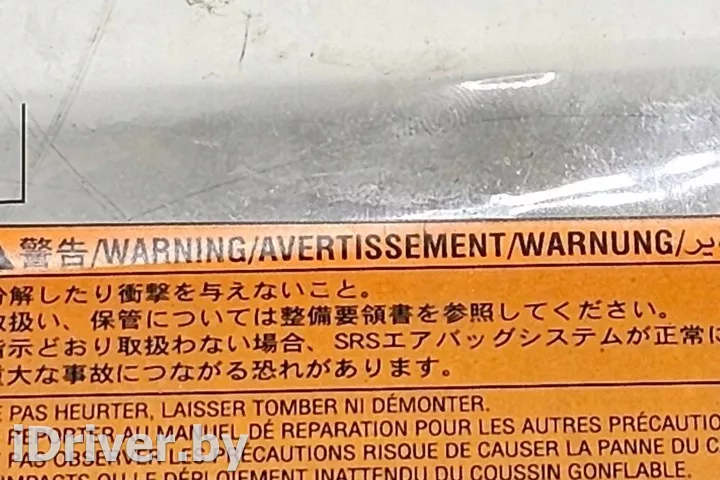 警告/WARNING/AVERTISSEMENT/WARNUNG/
分解したり衝撃を与えないこと。
取扱い、保管については整備要領書を参照してください。
指示どおり取扱わない場合、SRSエアバッグシステムが正常に
重大な事故につながる恐れがあります。
PAS HEURTER, LAISSER TOMBER NI DÉMONTER.
REPORTER AU MANUEL DE REPARATION POUR LES AUTRES PRÉCAUTIO
PAS OBSERVER LES PRÉCAUTIONS RISQUE DE CAUSER LA PANNE DU C
IMPACTS OU LE DÉPLOIEMENT INATTENDU DU COUSSIN GONFLABLE.
iDriver.by